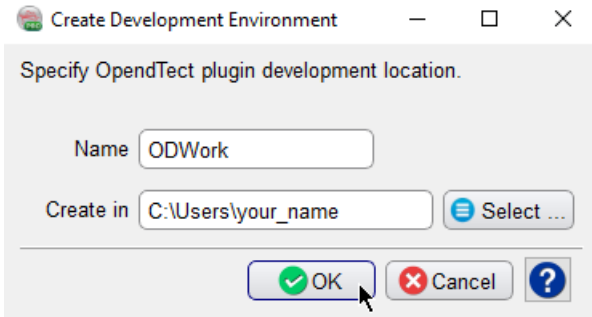 Create Development Environment
Specify OpendTect plugin development location.
Name ODWork
Create in C:\Users\your_name Select ...
OK Cancel ?